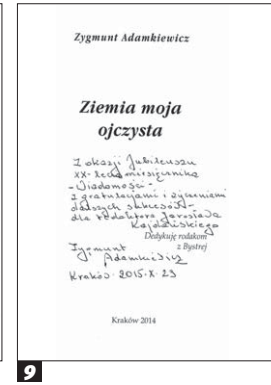 Zygmunt Adamkiewicz
Ziemia moja
ojczysta
Z okazji Jubileuszu
XX-lecia miesięcznika
-Wiadomości-
z gratulacjami i życzeniami
dalszych sukcesów-
dla redaktora Jarosława
Kajdańskiego
Dedykuję rodakom
z Bystrej
Zygmunt
Adamkiewicz
Kraków 2015.X.23
Kraków 2014
9